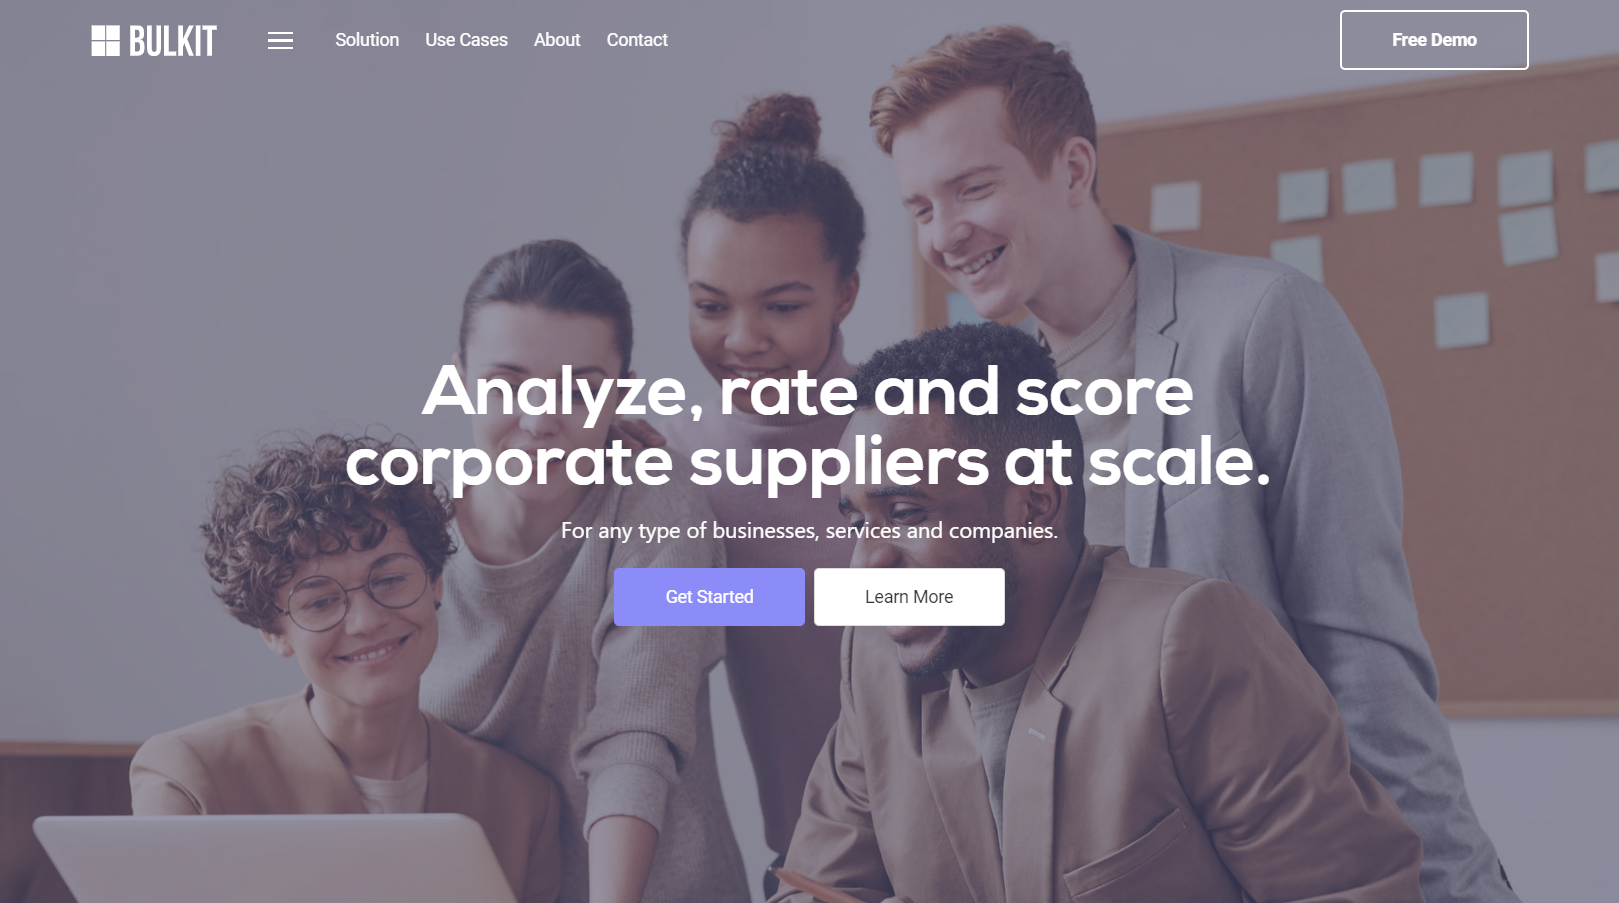 BULKIT
Solution
Use Cases
About
Contact
Free Demo
Analyze, rate and score
corporate suppliers at scale.
For any type of businesses, services and companies.
Get Started
Learn More